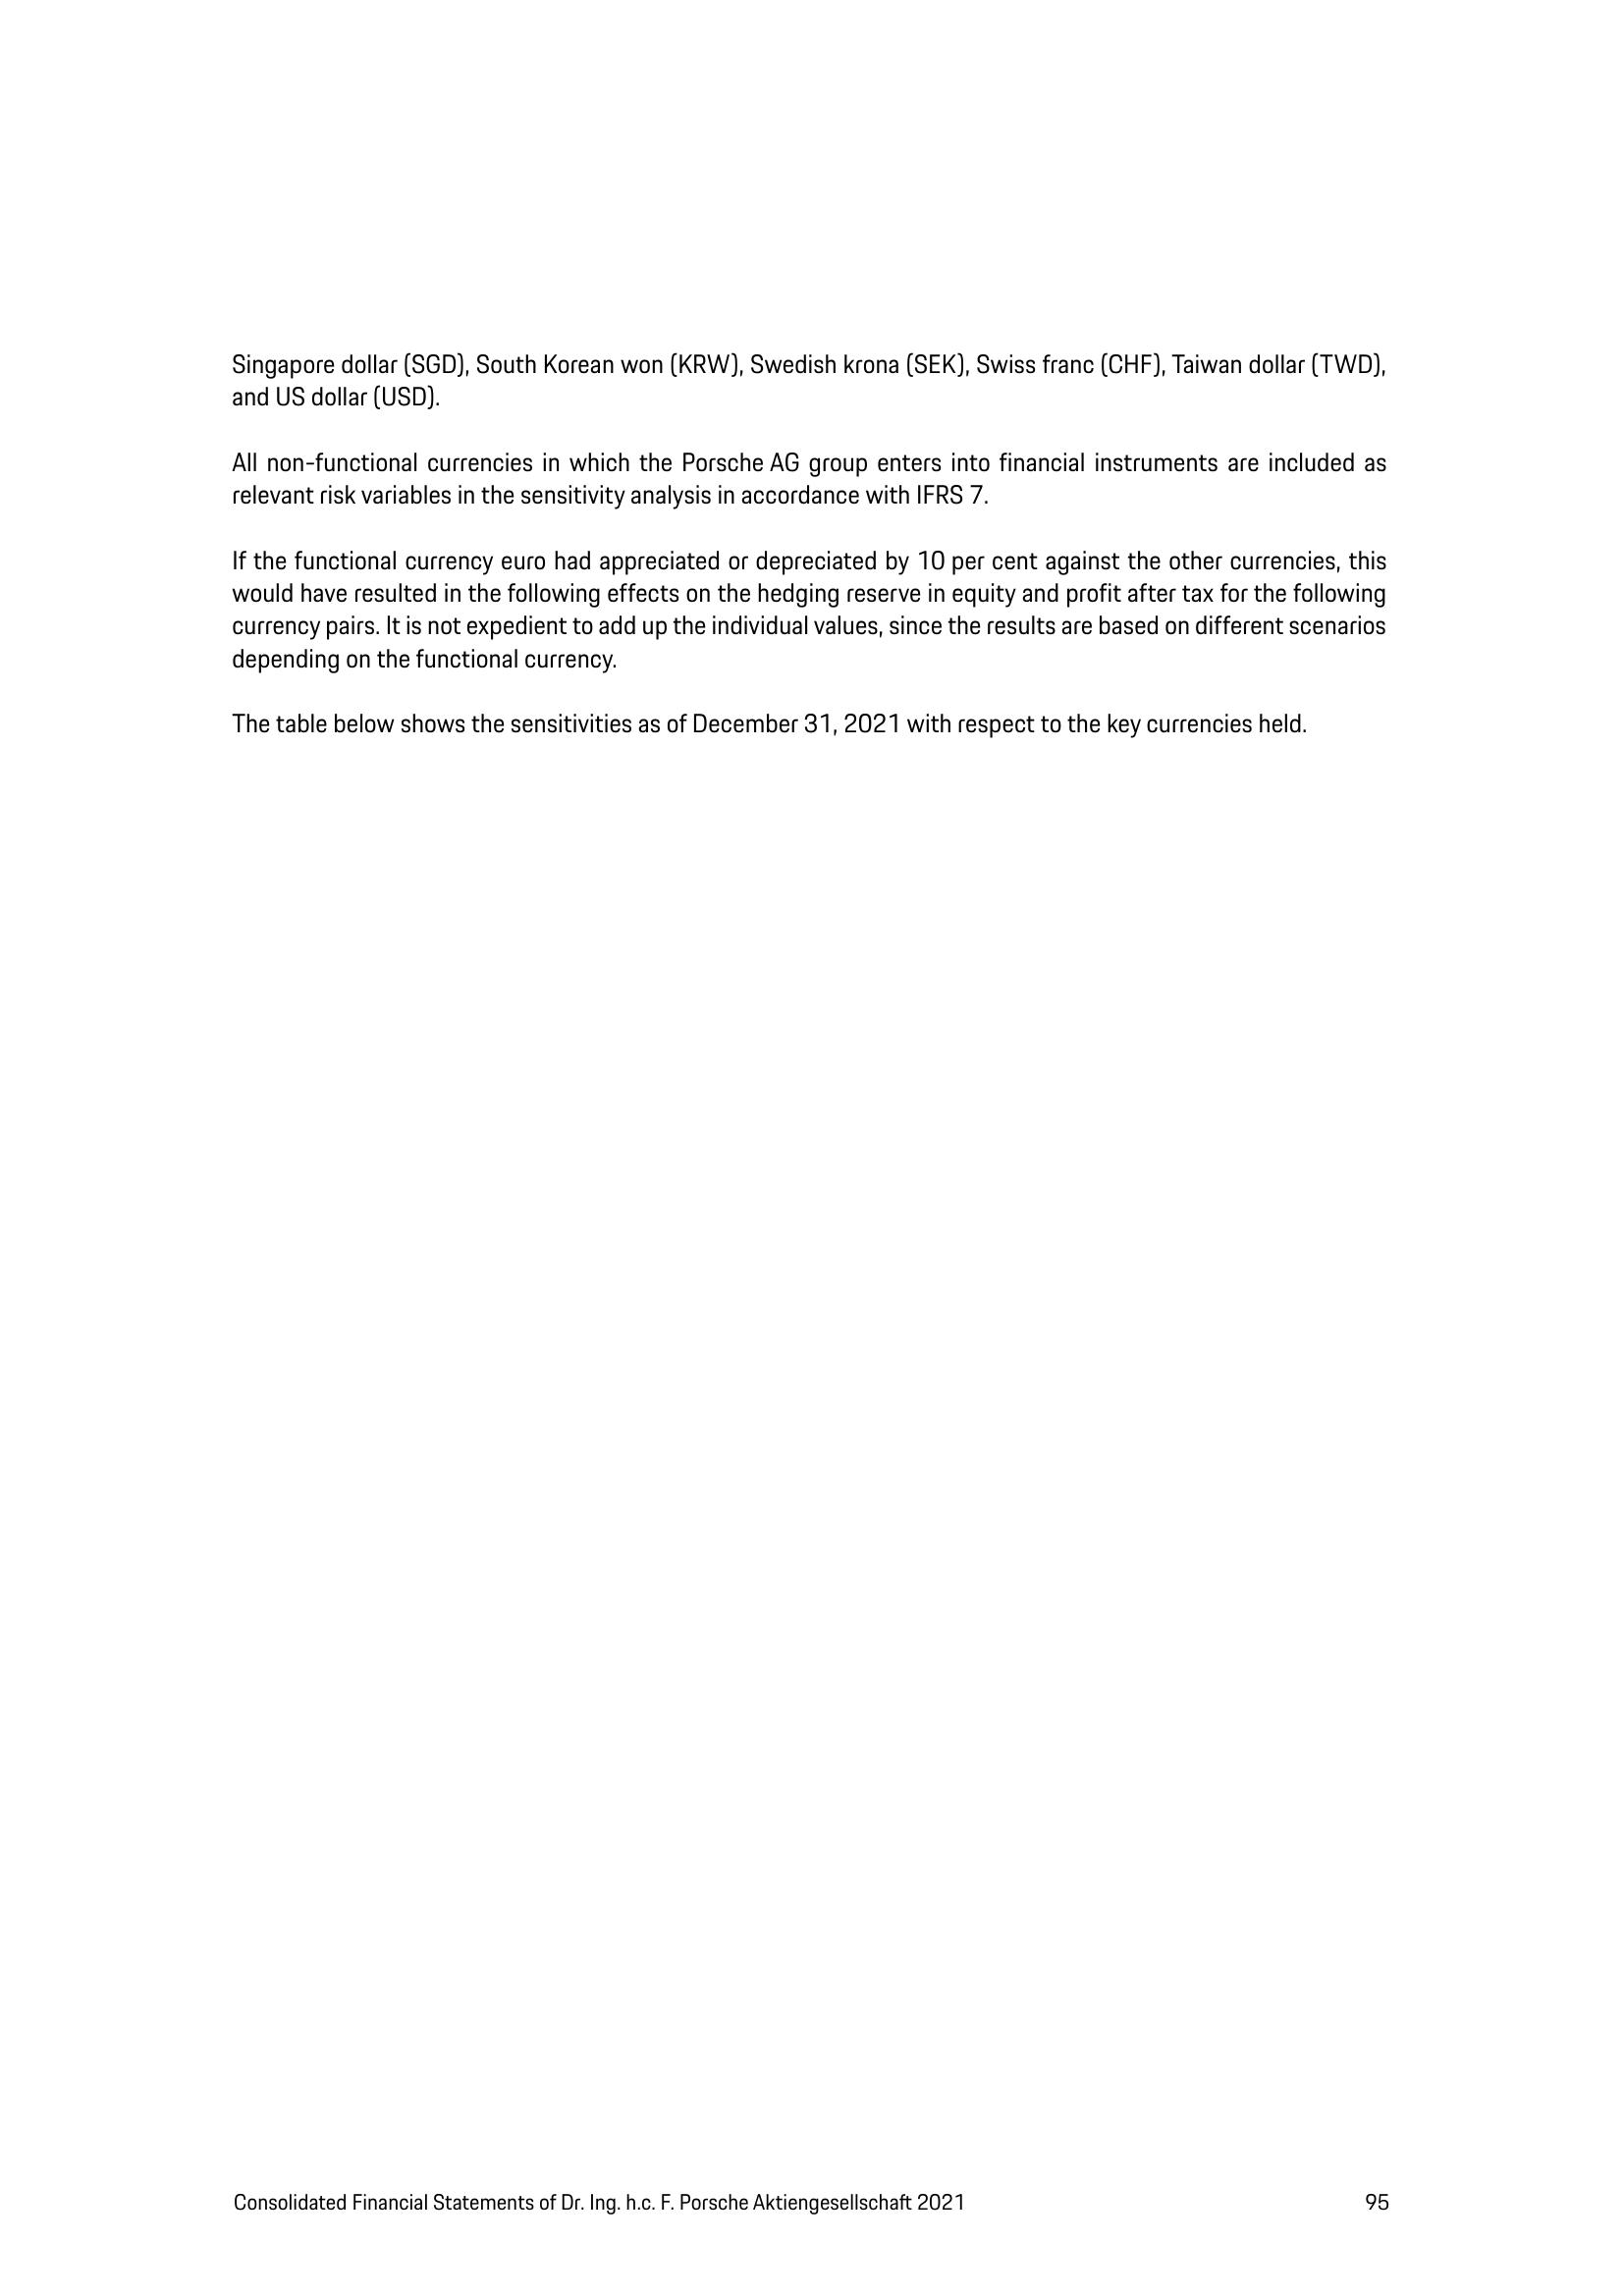 Singapore dollar (SGD), South Korean won (KRW), Swedish krona (SEK), Swiss franc (CHF), Taiwan dollar (TWD),
and US dollar (USD).
All non-functional currencies in which the Porsche AG group enters into financial instruments are included as
relevant risk variables in the sensitivity analysis in accordance with IFRS 7.
If the functional currency euro had appreciated or depreciated by 10 per cent against the other currencies, this
would have resulted in the following effects on the hedging reserve in equity and profit after tax for the following
currency pairs. It is not expedient to add up the individual values, since the results are based on different scenarios
depending on the functional currency.
The table below shows the sensitivities as of December 31, 2021 with respect to the key currencies held.
Consolidated Financial Statements of Dr. Ing. h.c. F. Porsche Aktiengesellschaft 2021 95